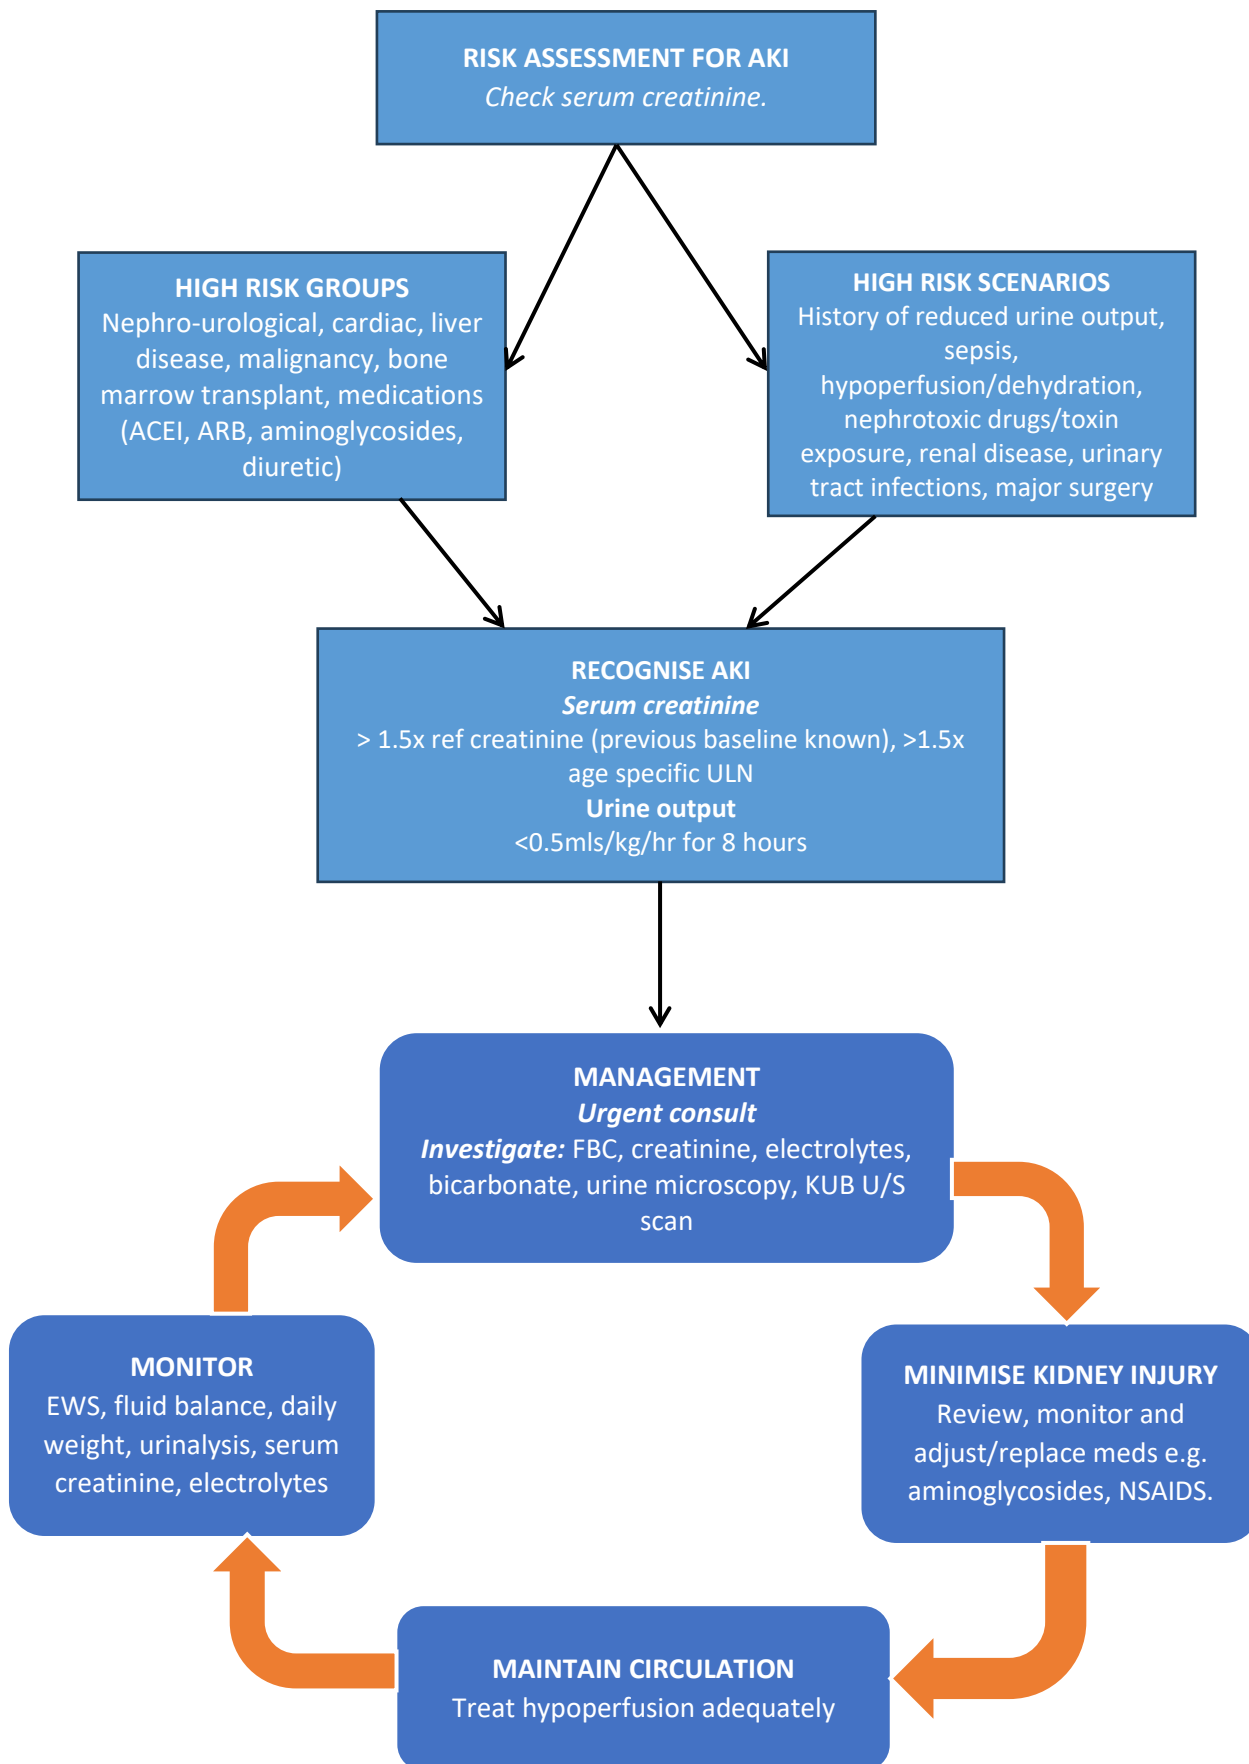 RISK ASSESSMENT FOR AKI
Check serum creatinine.
HIGH RISK GROUPS
Nephro-urological, cardiac, liver
disease, malignancy, bone
marrow transplant, medications
(ACEI, ARB, aminoglycosides,
diuretic)
HIGH RISK SCENARIOS
History of reduced urine output,
sepsis,
hypoperfusion/dehydration,
nephrotoxic drugs/toxin
exposure, renal disease, urinary
tract infections, major surgery
RECOGNISE AKI
Serum creatinine
> 1.5x ref creatinine (previous baseline known), >1.5x
age specific ULN
Urine output
<0.5mls/kg/hr for 8 hours
MANAGEMENT
Urgent consult
Investigate: FBC, creatinine, electrolytes,
bicarbonate, urine microscopy, KUB U/S
scan
MONITOR
EWS, fluid balance, daily
weight, urinalysis, serum
creatinine, electrolytes
MINIMISE KIDNEY INJURY
Review, monitor and
adjust/replace meds e.g.
aminoglycosides, NSAIDS.
MAINTAIN CIRCULATION
Treat hypoperfusion adequately